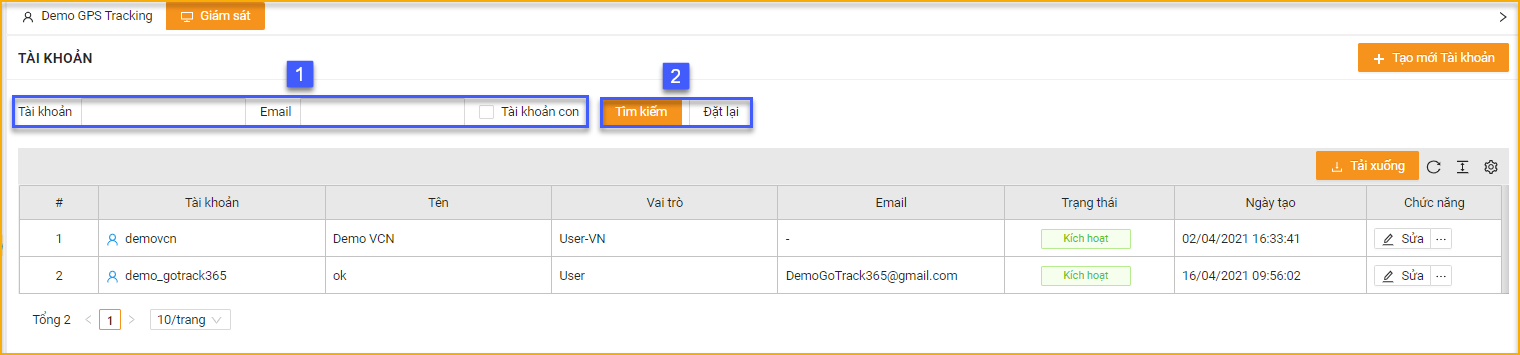 Demo GPS Tracking Giám sát
TÀI KHOẢN Tạo mới Tài khoản
1 2
Tài khoản Email Tài khoản con Tìm kiếm Đặt lại
Tải xuống
# Tài khoản Tên Vai trò Email Trạng thái Ngày tạo Chức năng
1 demovcn Demo VCN User-VN - Kích hoạt 02/04/2021 16:33:41 Sửa ...
2 demo_gotrack365 ok User DemoGoTrack365@gmail.com Kích hoạt 16/04/2021 09:56:02 Sửa ...
Tổng 2 < 1 > 10/trang